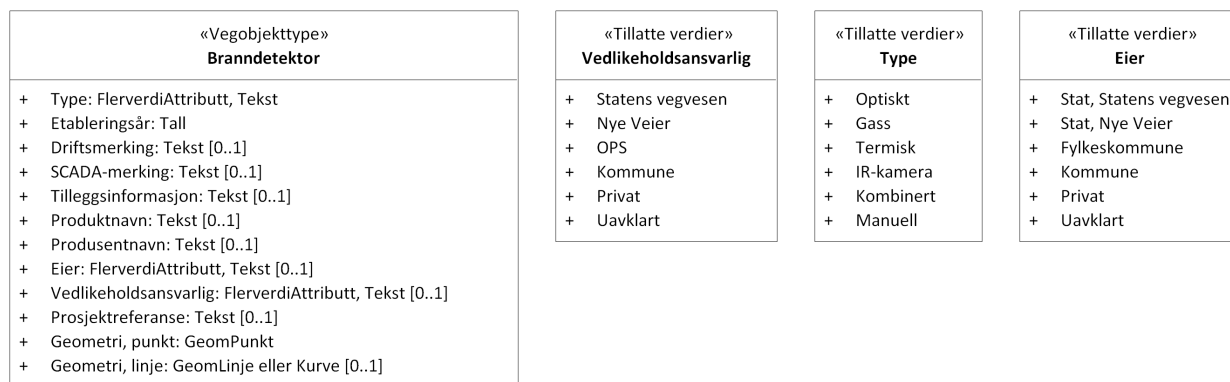 «Vegobjekttype»
Branndetektor
+ Type: FlerverdiAttributt, Tekst
+ Etableringsår: Tall
+ Driftsmerking: Tekst [0..1]
+ SCADA-merking: Tekst [0..1]
+ Tilleggsinformasjon: Tekst [0..1]
+ Produktnavn: Tekst [0..1]
+ Produsentnavn: Tekst [0..1]
+ Eier: FlerverdiAttributt, Tekst [0..1]
+ Vedlikeholdsansvarlig: FlerverdiAttributt, Tekst [0..1]
+ Prosjektreferanse: Tekst [0..1]
+ Geometri, punkt: GeomPunkt
+ Geometri, linje: GeomLinje eller Kurve [0..1]
«Tillatte verdier»
Vedlikeholdsansvarlig
+ Statens vegvesen
+ Nye Veier
+ OPS
+ Kommune
+ Privat
+ Uavklart
«Tillatte verdier»
Type
+ Optiskt
+ Gass
+ Termisk
+ IR-kamera
+ Kombinert
+ Manuell
«Tillatte verdier»
Eier
+ Stat, Statens vegvesen
+ Stat, Nye Veier
+ Fylkeskommune
+ Kommune
+ Privat
+ Uavklart